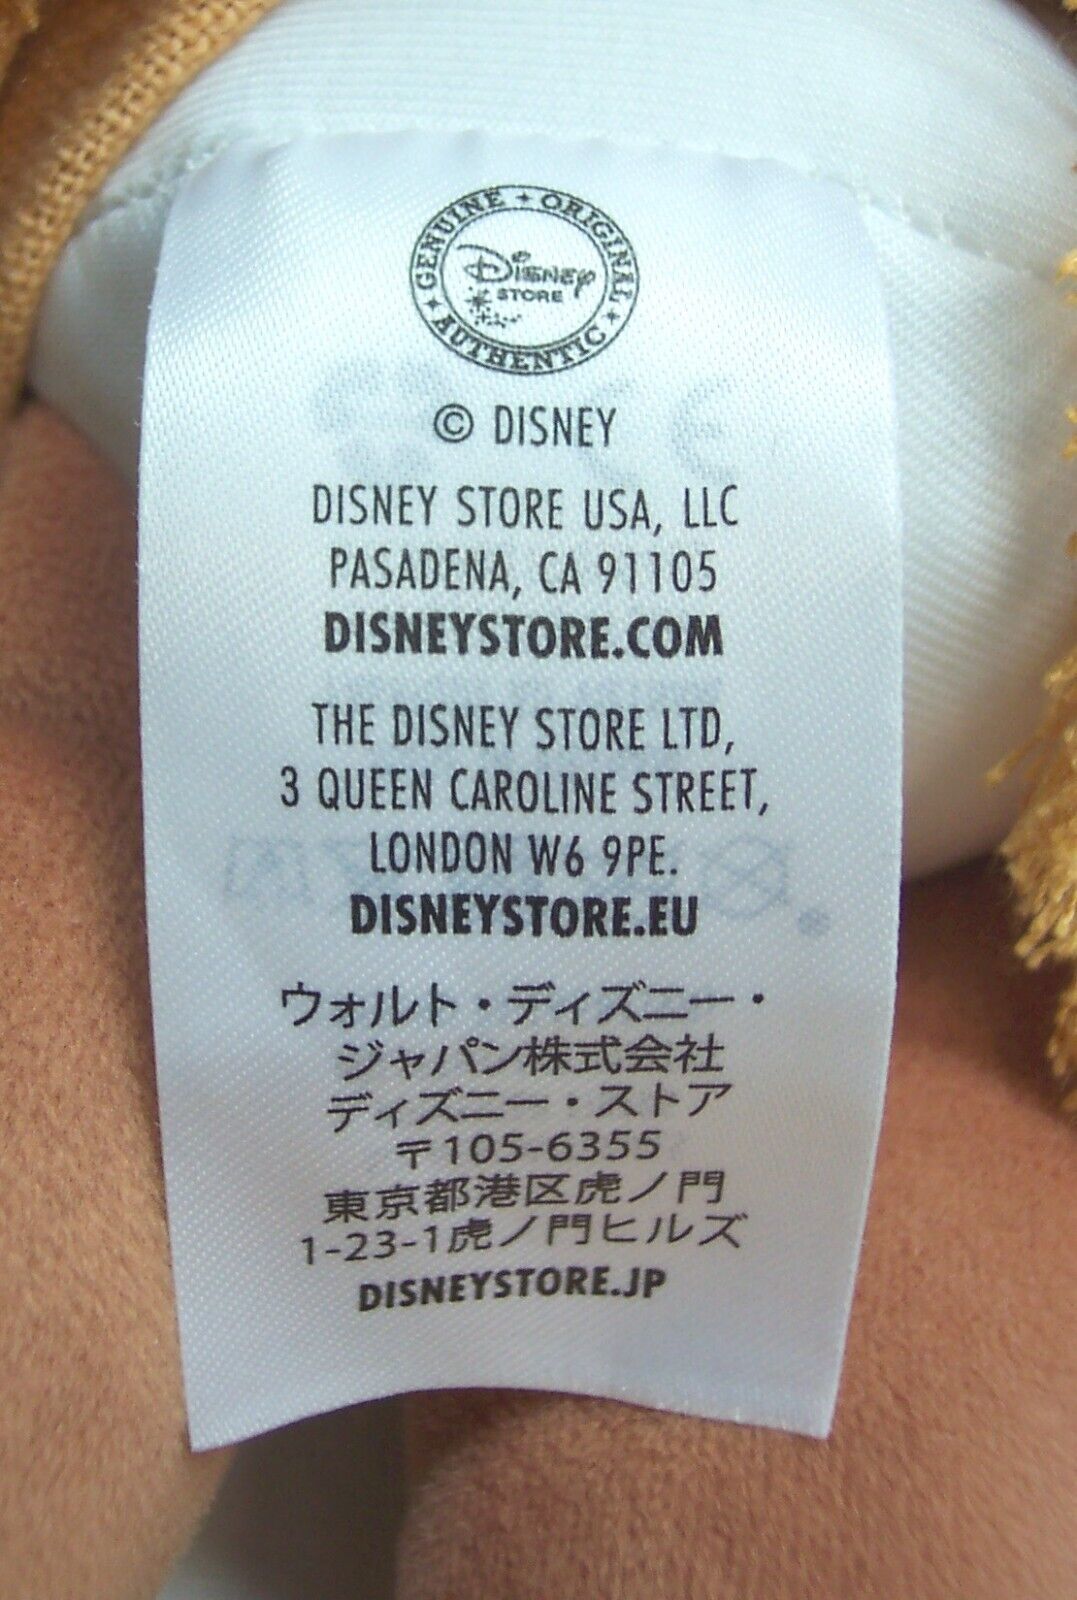 GENUINE ORIGINAL AUTHENTIC
Disney
STORE
© DISNEY
DISNEY STORE USA, LLC
PASADENA, CA 91105
DISNEYSTORE.COM
THE DISNEY STORE LTD,
3 QUEEN CAROLINE STREET,
LONDON W6 9PE.
DISNEYSTORE.EU
ウォルト・ディズニー・
ジャパン株式会社
ディズニー・ストア
〒105-6355
東京都港区虎ノ門
1-23-1虎ノ門ヒルズ
DISNEYSTORE.JP